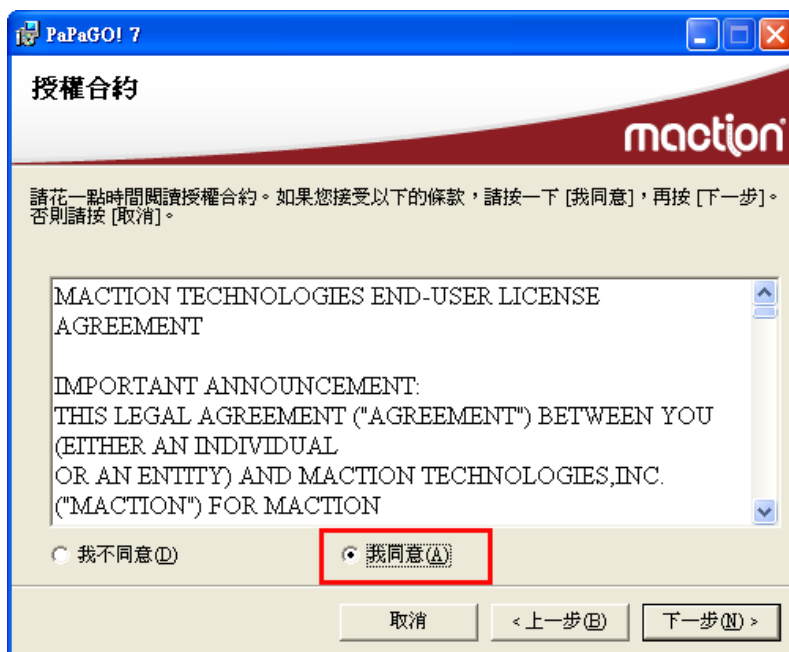 PaPaGO! 7
授權合約
maction
請花一點時間閱讀授權合約。如果您接受以下的條款，請按一下 [我同意]，再按 [下一步]。
否則請按 [取消]。
MACTION TECHNOLOGIES END-USER LICENSE
AGREEMENT
IMPORTANT ANNOUNCEMENT:
THIS LEGAL AGREEMENT ("AGREEMENT") BETWEEN YOU
(EITHER AN INDIVIDUAL
OR AN ENTITY) AND MACTION TECHNOLOGIES,INC.
("MACTION") FOR MACTION
我不同意(D)
我同意(A)
取消
<上一步(B)
下一步(N) >